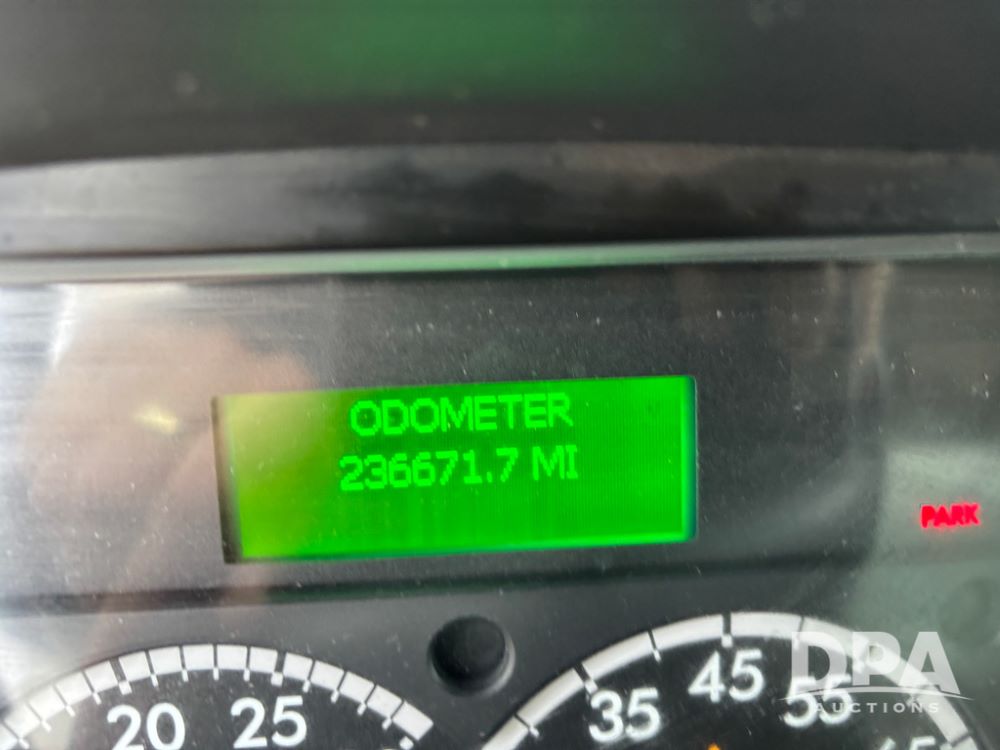 ODOMETER
236671.7 MI
PARK
20 25
35 45 55
DPA
AUCTIONS